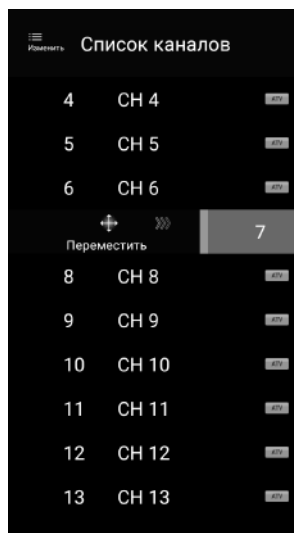 Изменить Список каналов
4 CH 4 ATV
5 CH 5 ATV
6 CH 6 ATV
Переместить 7
8 CH 8 ATV
9 CH 9 ATV
10 CH 10 ATV
11 CH 11 ATV
12 CH 12 ATV
13 CH 13 ATV